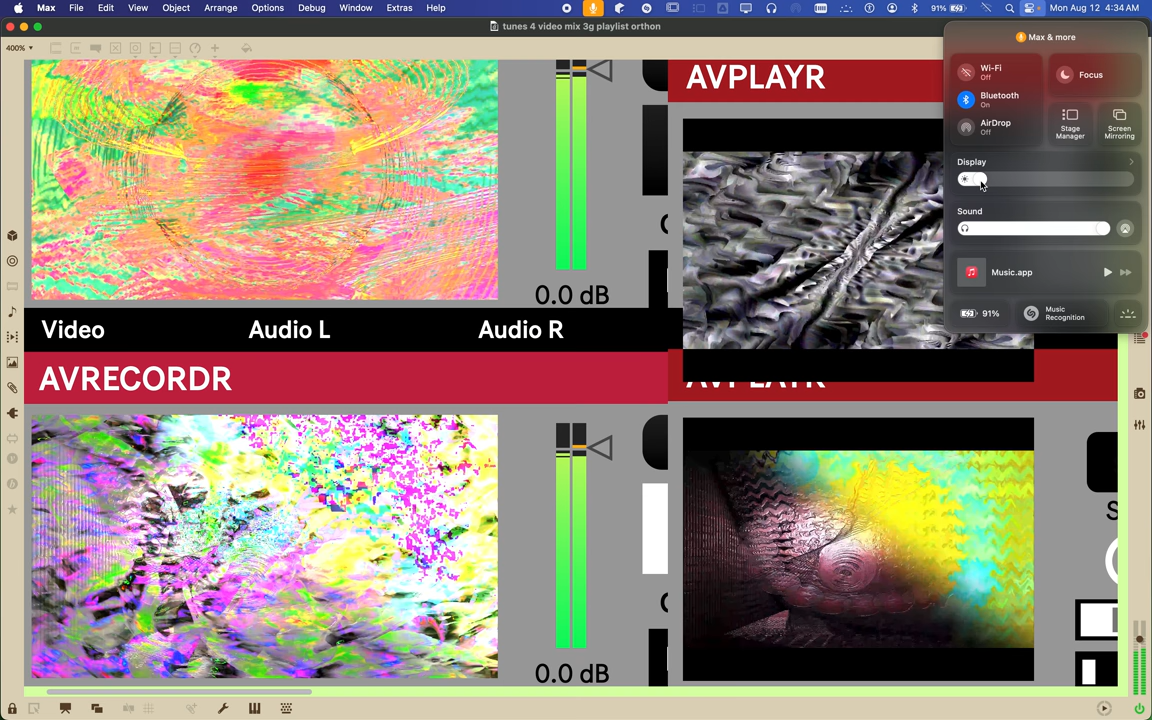 Max File Edit View Object Arrange Options Debug Window Extras Help
91% Mon Aug 12 4:34 AM
tunes 4 video mix 3g playlist orthon
400%
Max & more
Wi-Fi
Off
Focus
Bluetooth
On
AirDrop
Off
Stage
Manager
Screen
Mirroring
Display
Sound
Music.app
91%
Music
Recognition
AVPLAYR
0.0 dB
Video Audio L Audio R
AVRECORDR
AVPLAYR
0.0 dB